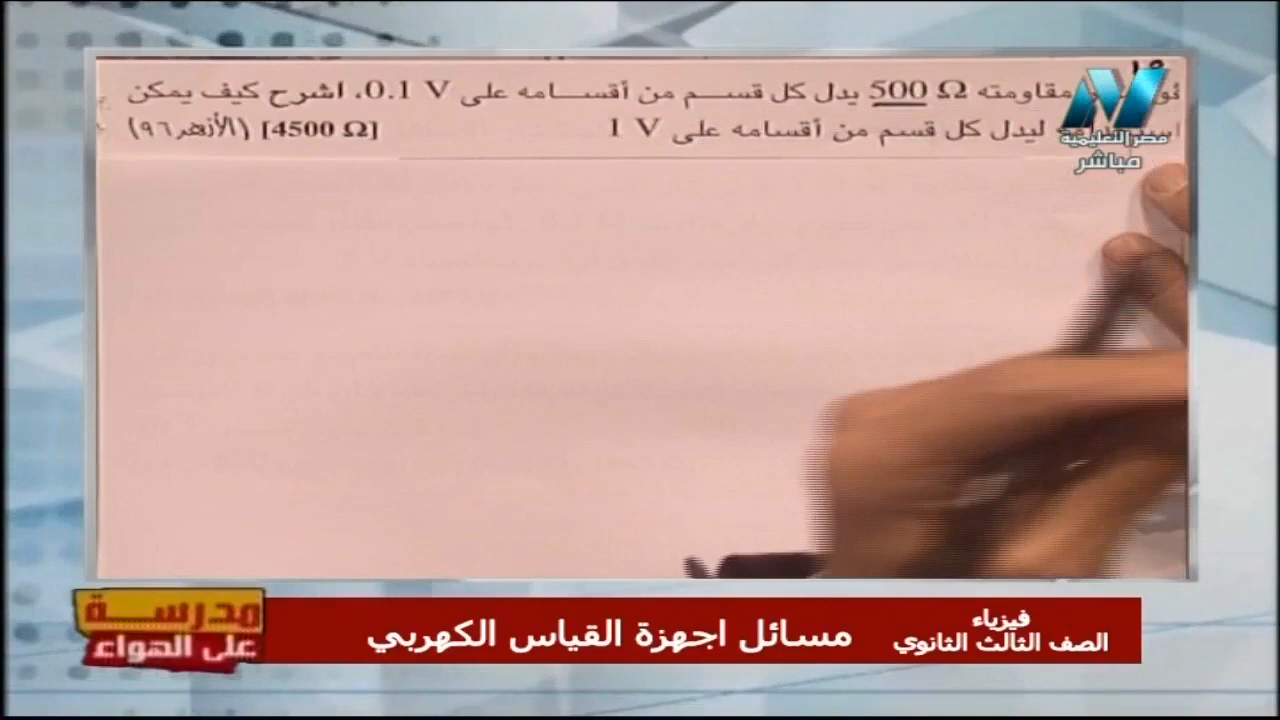 مقاومته 500 Ω يدل كل قسم من أقسامه على 0.1 V، اشرح كيف يمكن
ليدل كل قسم من أقسامه على 1 V [4500 Ω] (الأزهر ٩٦)
مصر التعليمية
مباشر
فيزياء
الصف الثالث الثانوي
مسائل اجهزة القياس الكهربي
مدرسة
على الهواء